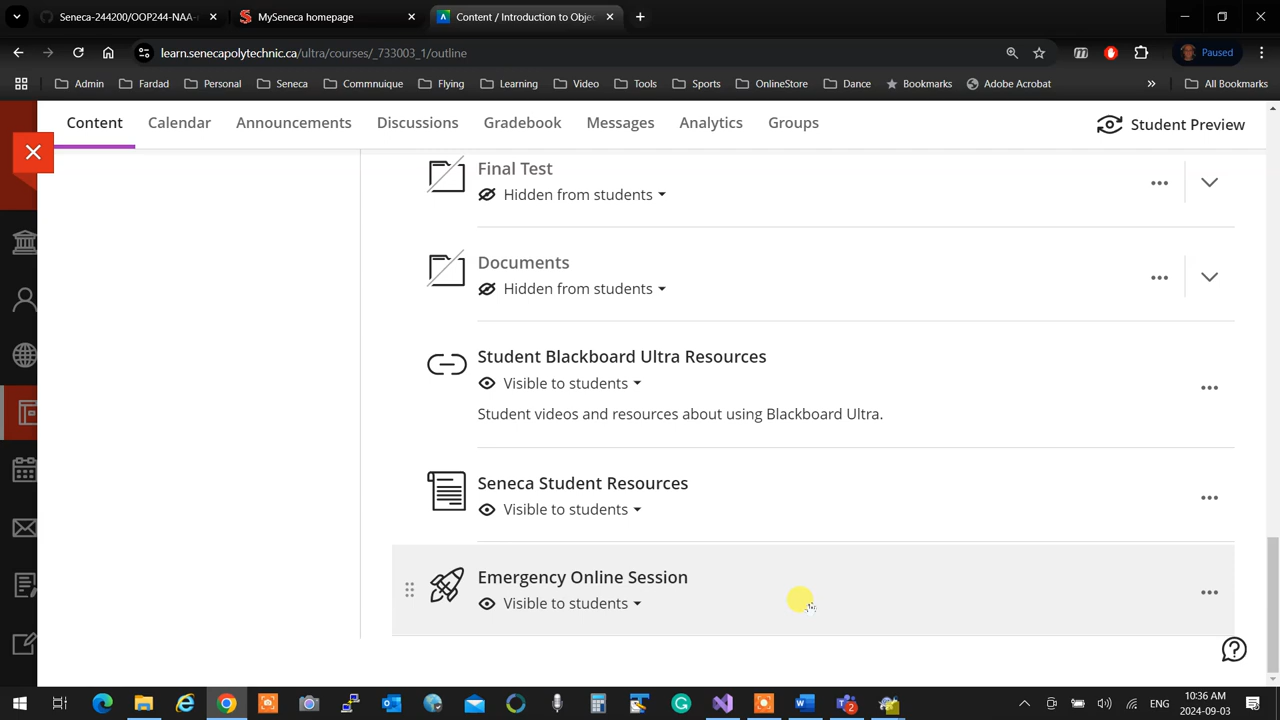 Seneca-244200/OOP244-NAA-
MySeneca homepage
Content / Introduction to Obje
learn.senecapolytechnic.ca/ultra/courses/_733003_1/outline
Paused
Admin
Fardad
Personal
Seneca
Commnuique
Flying
Learning
Video
Tools
Sports
OnlineStore
Dance
Bookmarks
Adobe Acrobat
All Bookmarks
Content
Calendar
Announcements
Discussions
Gradebook
Messages
Analytics
Groups
Student Preview
Final Test
Hidden from students
Documents
Hidden from students
Student Blackboard Ultra Resources
Visible to students
Student videos and resources about using Blackboard Ultra.
Seneca Student Resources
Visible to students
Emergency Online Session
Visible to students
ENG
10:36 AM
2024-09-03